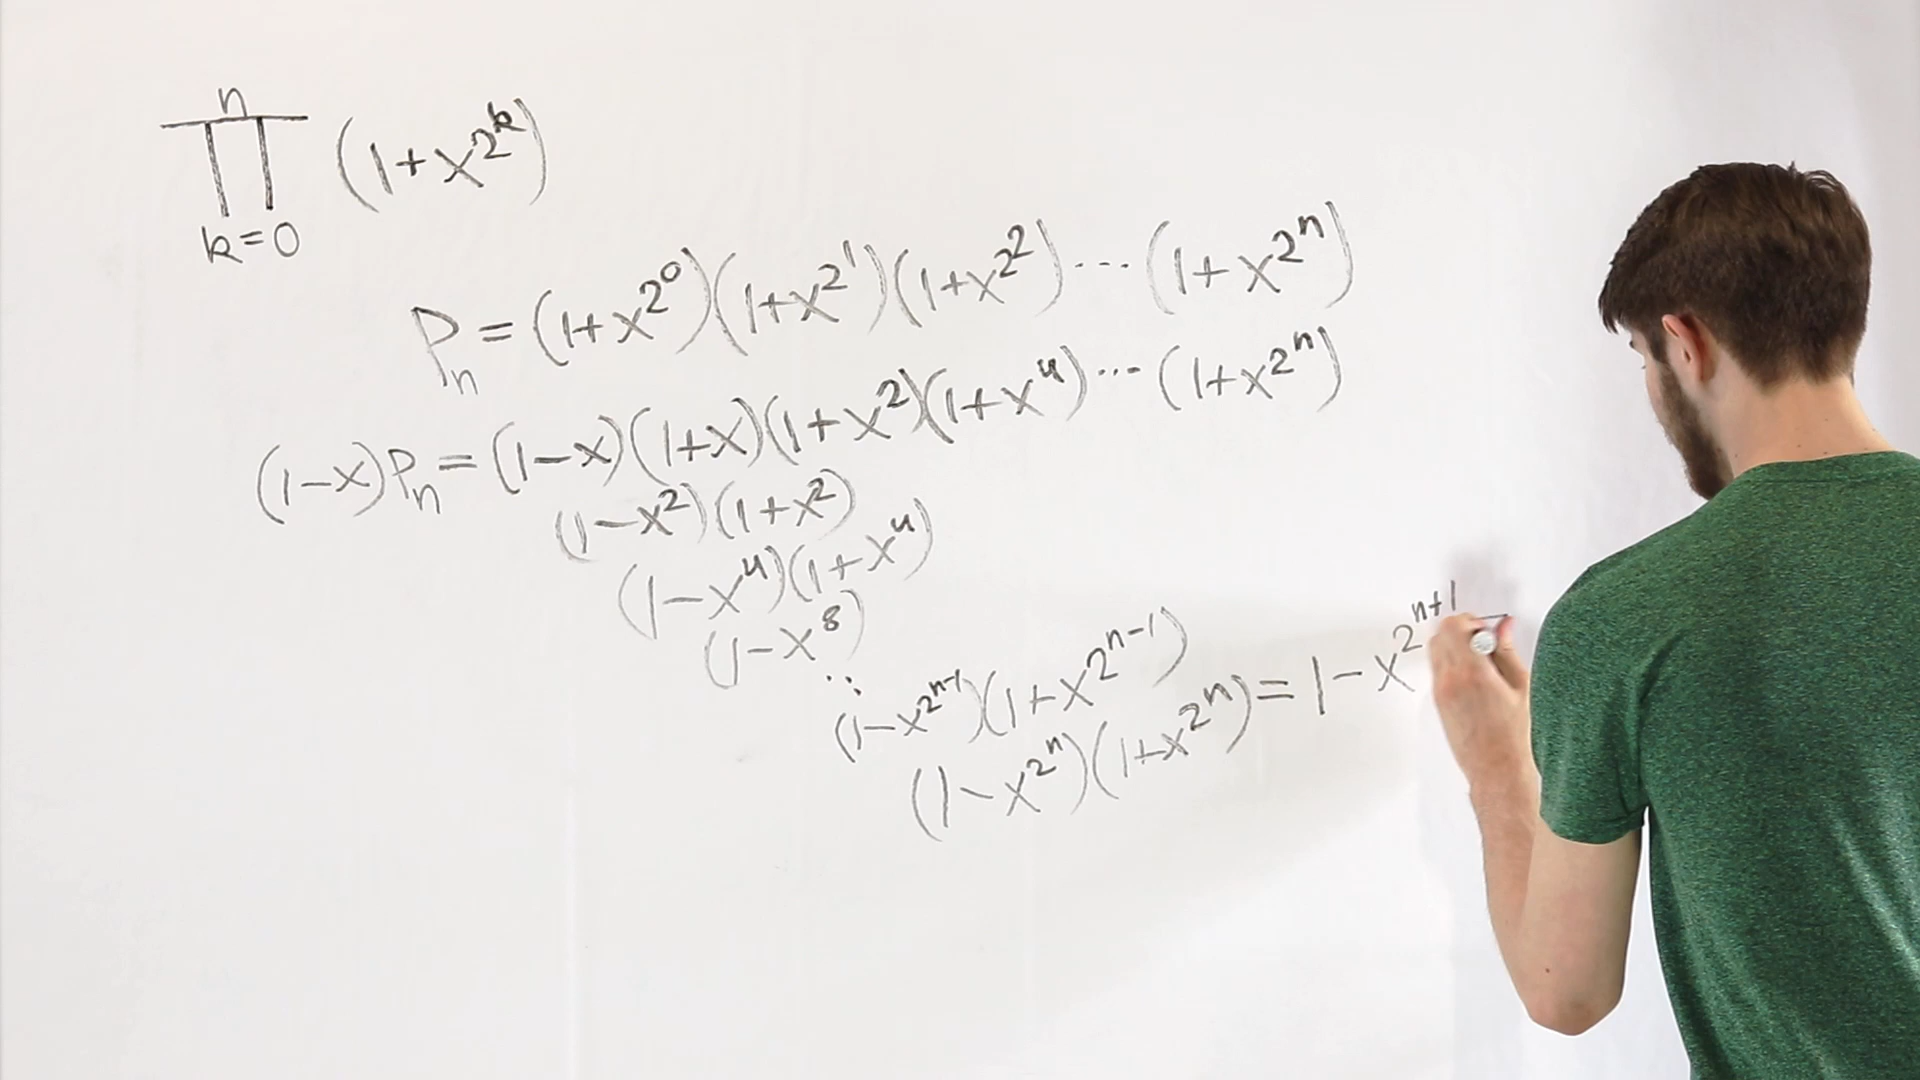 n
∏ (1+x^{2^k})
k=0
P_n = (1+x^{2^0})(1+x^{2^1})(1+x^{2^2})⋯(1+x^{2^n})
(1-x)P_n = (1-x)(1+x)(1+x^2)(1+x^4)⋯(1+x^{2^n})
(1-x^2)(1+x^2)
(1-x^4)(1+x^4)
(1-x^8)
⋱
(1-x^{2^{n-1}})(1+x^{2^{n-1}})
(1-x^{2^n})(1+x^{2^n}) = 1-x^{2^{n+1}}